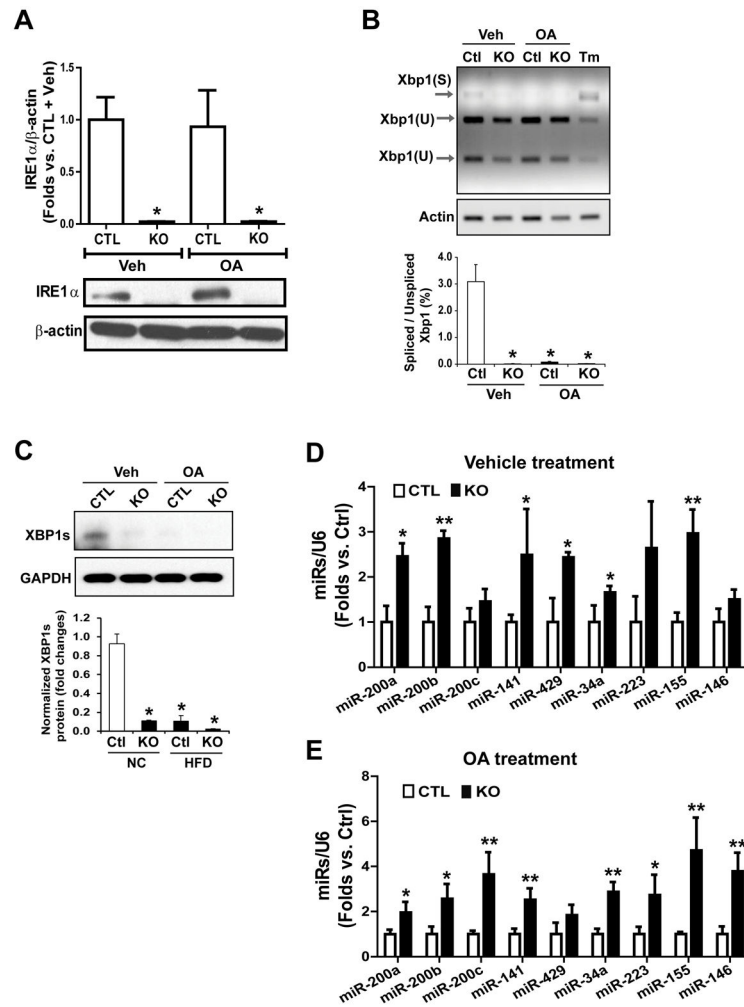 A
IRE1α/β-actin
(Folds vs. CTL + Veh)
1.5
1.0
0.5
0.0
* *
CTL KO CTL KO
Veh OA
IRE1α
β-actin
B
Veh OA
Ctl KO Ctl KO Tm
Xbp1(S)
Xbp1(U)
Xbp1(U)
Actin
Spliced / Unspliced
Xbp1 (%)
4.0
3.0
2.0
1.0
0.0
* * *
Ctl KO Ctl KO
Veh OA
C
Veh OA
CTL KO CTL KO
XBP1s
GAPDH
Normalized XBP1s
protein (fold changes)
1.2
1.0
0.8
0.6
0.4
0.2
0.0
* * *
Ctl KO Ctl KO
NC HFD
D
Vehicle treatment
CTL KO
miRs/U6
(Folds vs. Ctrl)
4
3
2
1
0
* ** * * * **
miR-200a miR-200b miR-200c miR-141 miR-429 miR-34a miR-223 miR-155 miR-146
E
OA treatment
CTL KO
miRs/U6
(Folds vs. Ctrl)
8
6
4
2
0
* * ** ** ** * ** **
miR-200a miR-200b miR-200c miR-141 miR-429 miR-34a miR-223 miR-155 miR-146